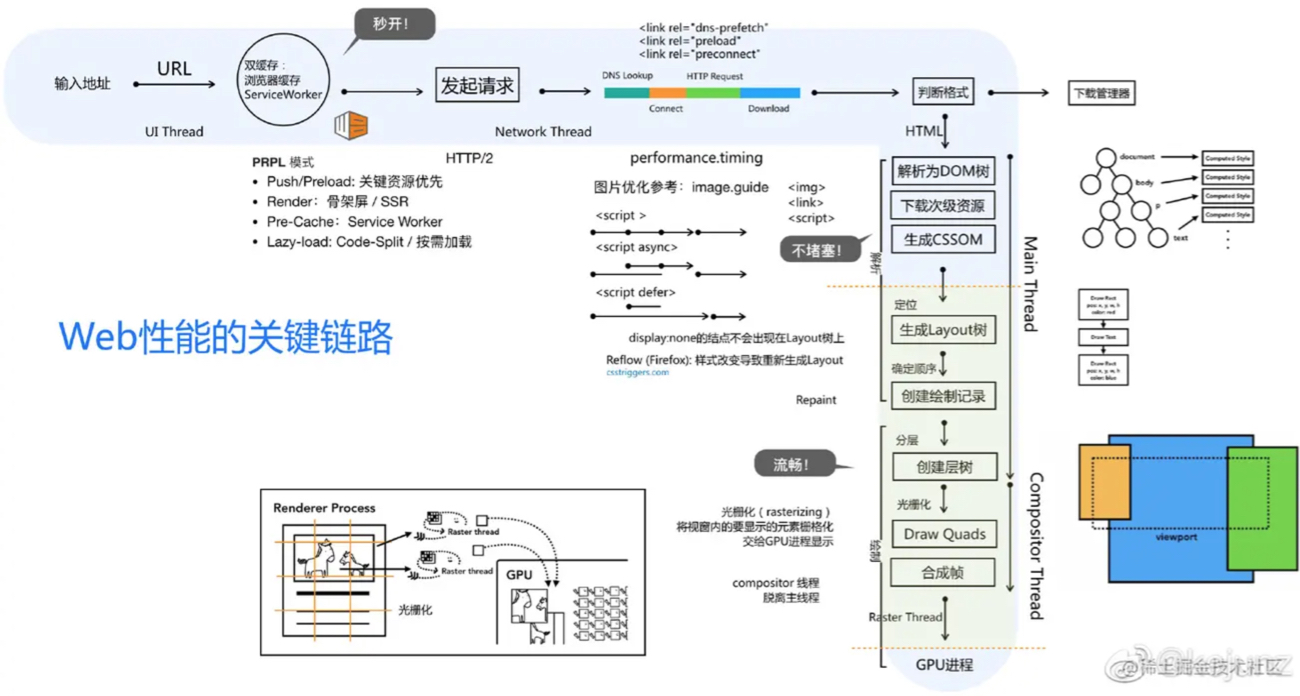 秒开！
<link rel="dns-prefetch"
<link rel="preload"
<link rel="preconnect"
输入地址
URL
双缓存：
浏览器缓存
ServiceWorker
发起请求
DNS Lookup
HTTP Request
Connect
Download
判断格式
下载管理器
UI Thread
Network Thread
HTML
PRPL 模式
• Push/Preload: 关键资源优先
• Render：骨架屏 / SSR
• Pre-Cache：Service Worker
• Lazy-load: Code-Split / 按需加载
HTTP/2
performance.timing
图片优化参考：image.guide
<img>
<link>
<script>
<script >
<script async>
<script defer>
不堵塞！
解析为DOM树
下载次级资源
生成CSSOM
解析
Main Thread
document
body
p
text
Computed Style
Computed Style
Computed Style
Computed Style
Web性能的关键链路
display:none的结点不会出现在Layout树上
Reflow (Firefox): 样式改变导致重新生成Layout
csstriggers.com
Repaint
定位
生成Layout树
确定顺序
创建绘制记录
Draw Rect
pos: x, y, w, h
color: red
Draw Text
Draw Rect
pos: x, y, w, h
color: blue
分层
创建层树
流畅！
光栅化（rasterizing）
将视窗内的要显示的元素栅格化
交给GPU进程显示
光栅化
Draw Quads
合成帧
绘制
compositor 线程
脱离主线程
Compositor Thread
Raster Thread
GPU进程
viewport
Renderer Process
Raster thread
Raster thread
GPU
光栅化
@稀土掘金技术社区